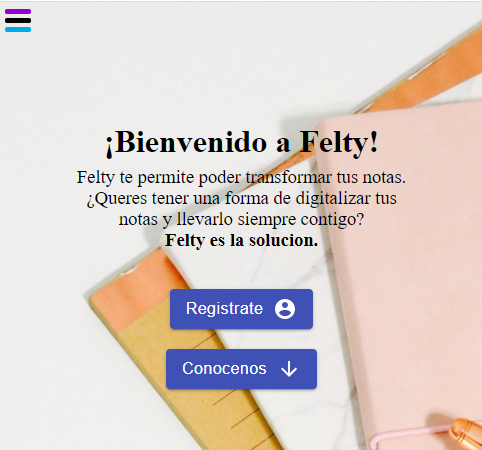 ¡Bienvenido a Felty!
Felty te permite poder transformar tus notas.
¿Queres tener una forma de digitalizar tus
notas y llevarlo siempre contigo?
Felty es la solucion.
Registrate
Conocenos